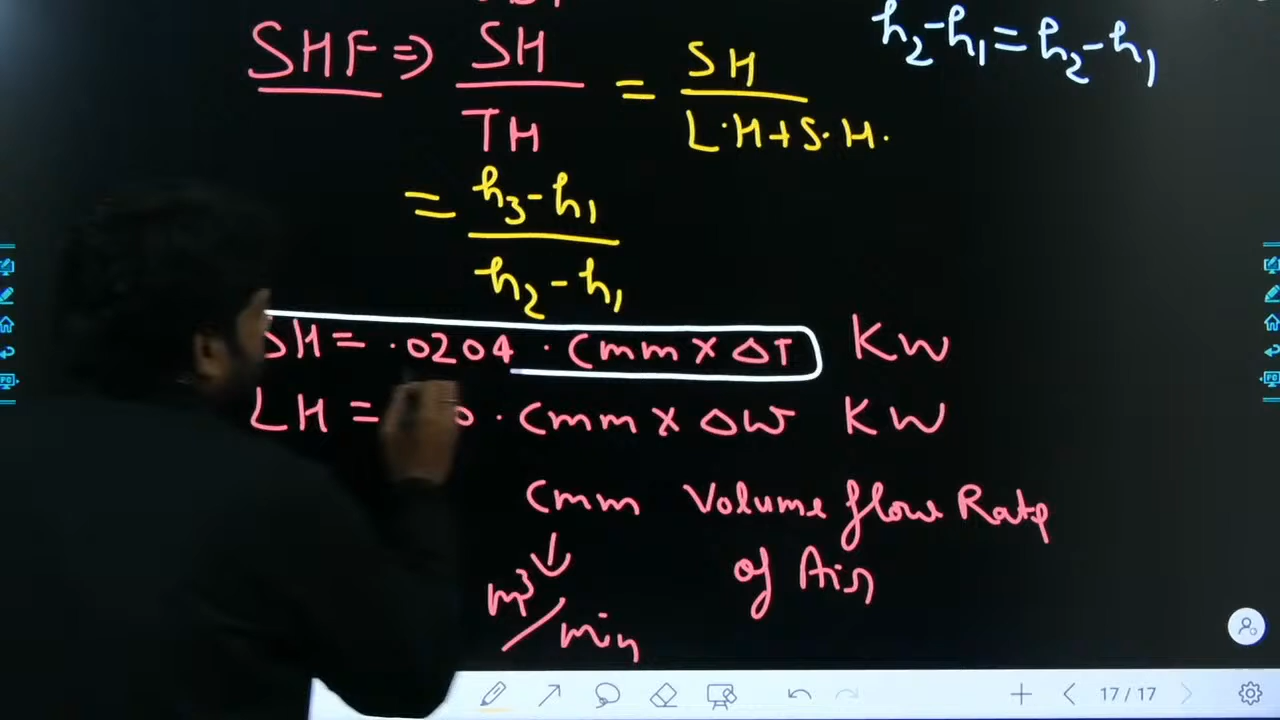 h2-h1=h2-h1
SHF ⇒ SH/TH = SH/L.H+S.H.
= h3-h1/h2-h1
SH = .0204 . Cmm × ΔT KW
LH = . Cmm × ΔW KW
Cmm Volume flow Rate
↓ of Air
m³/min
17/17